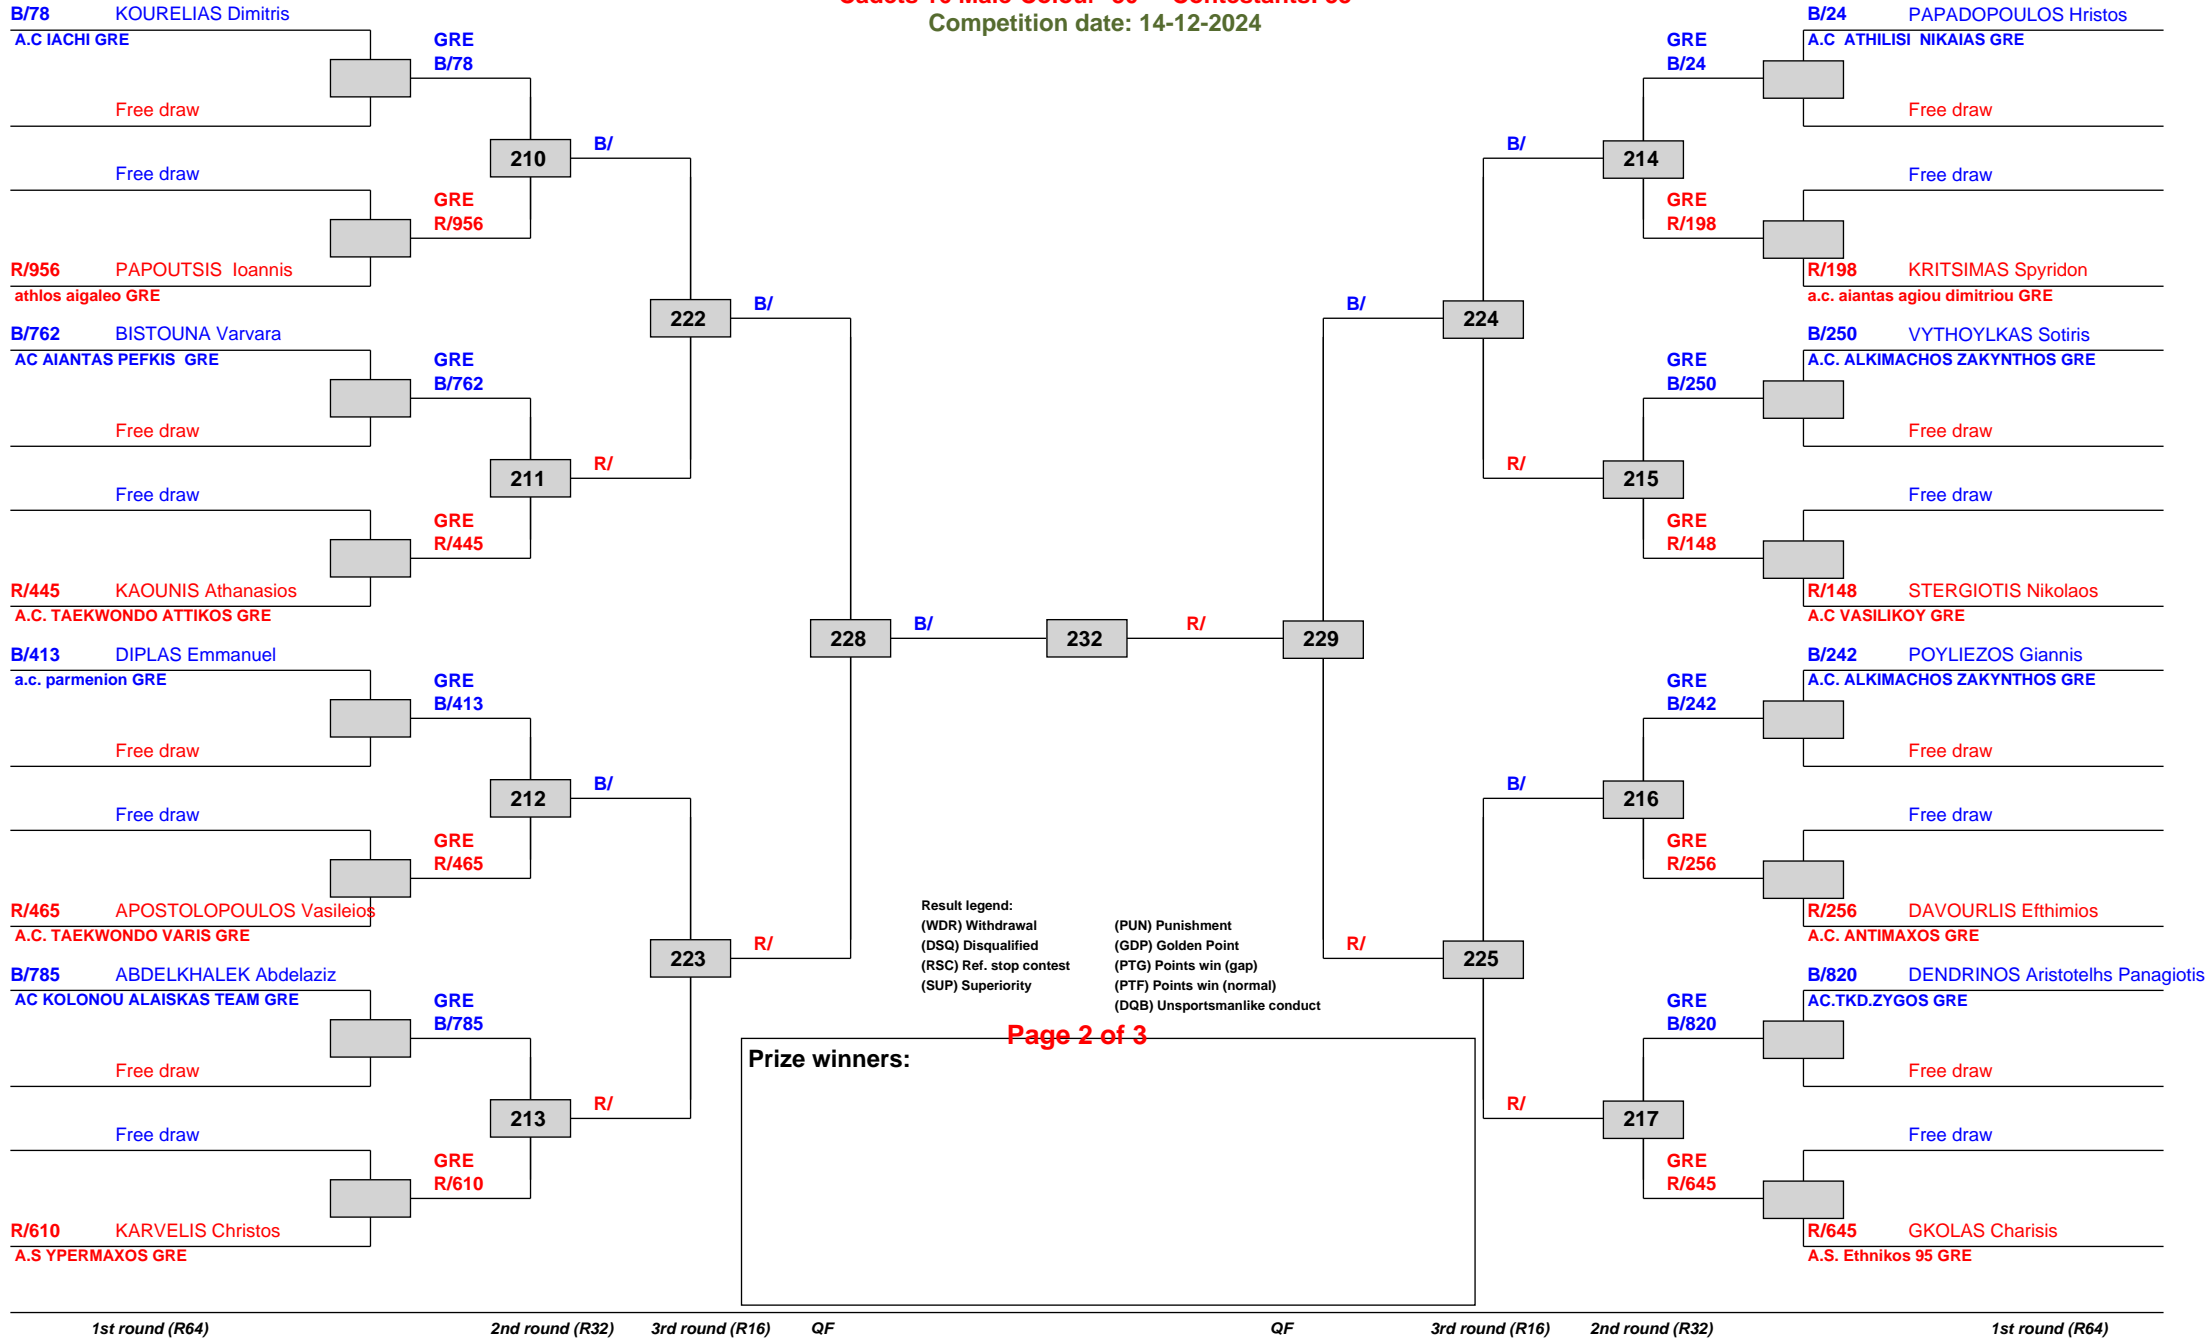 Competition date: 14-12-2024
B/78 KOURELIAS Dimitris
A.C IACHI GRE
GRE
B/78
Free draw
210
B/
Free draw
GRE
R/956
R/956 PAPOUTSIS Ioannis
athlos aigaleo GRE
222
B/
B/762 BISTOUNA Varvara
AC AIANTAS PEFKIS GRE
GRE
B/762
Free draw
211
R/
Free draw
GRE
R/445
R/445 KAOUNIS Athanasios
A.C. TAEKWONDO ATTIKOS GRE
228
B/
232
R/
229
B/413 DIPLAS Emmanuel
a.c. parmenion GRE
GRE
B/413
Free draw
212
B/
Free draw
GRE
R/465
R/465 APOSTOLOPOULOS Vasileios
A.C. TAEKWONDO VARIS GRE
223
R/
B/785 ABDELKHALEK Abdelaziz
AC KOLONOU ALAISKAS TEAM GRE
GRE
B/785
Free draw
213
R/
Free draw
GRE
R/610
R/610 KARVELIS Christos
A.S YPERMAXOS GRE
B/24 PAPADOPOULOS Hristos
A.C ATHILISI NIKAIAS GRE
GRE
B/24
Free draw
B/
214
Free draw
GRE
R/198
R/198 KRITSIMAS Spyridon
a.c. aiantas agiou dimitriou GRE
B/
224
B/250 VYTHOYLKAS Sotiris
A.C. ALKIMACHOS ZAKYNTHOS GRE
GRE
B/250
Free draw
R/
215
Free draw
GRE
R/148
R/148 STERGIOTIS Nikolaos
A.C VASILIKOY GRE
B/242 POYLIEZOS Giannis
A.C. ALKIMACHOS ZAKYNTHOS GRE
GRE
B/242
Free draw
B/
216
Free draw
GRE
R/256
R/256 DAVOURLIS Efthimios
A.C. ANTIMAXOS GRE
R/
225
B/820 DENDRINOS Aristotelhs Panagiotis
AC.TKD.ZYGOS GRE
GRE
B/820
Free draw
R/
217
Free draw
GRE
R/645
R/645 GKOLAS Charisis
A.S. Ethnikos 95 GRE
Result legend:
(WDR) Withdrawal (PUN) Punishment
(DSQ) Disqualified (GDP) Golden Point
(RSC) Ref. stop contest (PTG) Points win (gap)
(SUP) Superiority (PTF) Points win (normal)
(DQB) Unsportsmanlike conduct
Page 2 of 3
Prize winners:
1st round (R64) 2nd round (R32) 3rd round (R16) QF QF 3rd round (R16) 2nd round (R32) 1st round (R64)